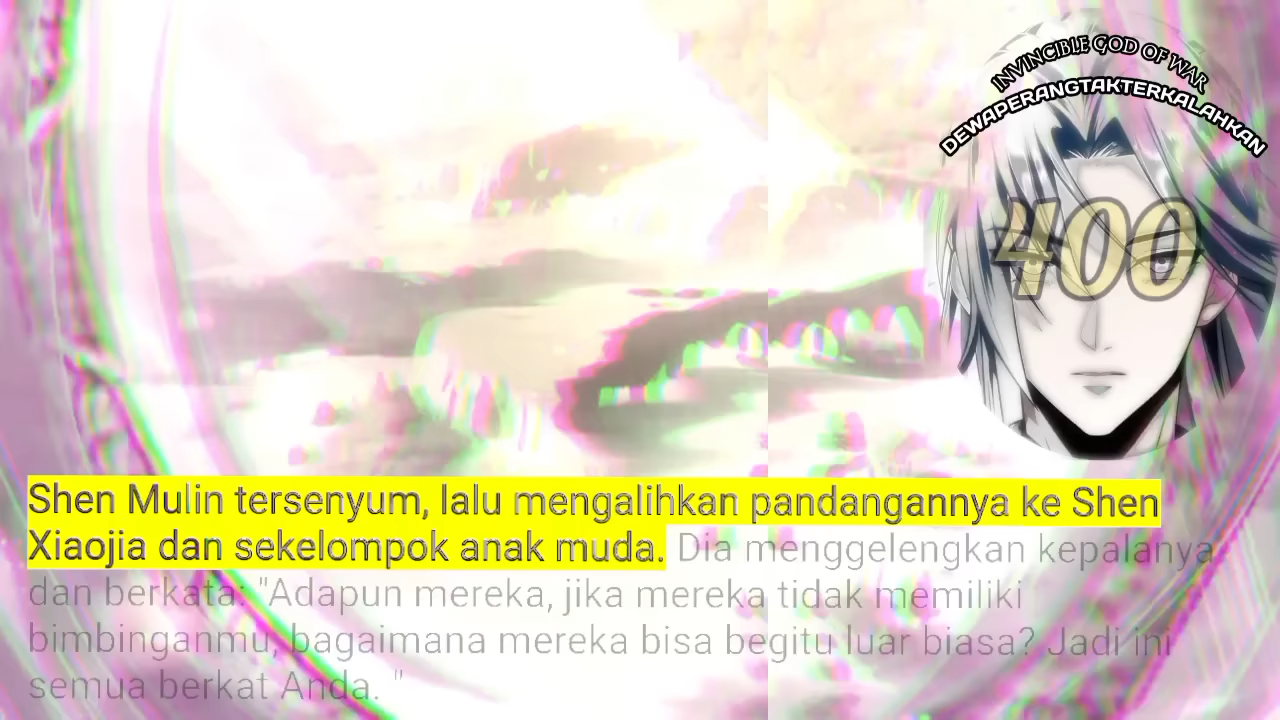 INVINCIBLE GOD OF WAR
DEWAPERANGTAKTERKALAHKAN
400
Shen Mulin tersenyum, lalu mengalihkan pandangannya ke Shen
Xiaojia dan sekelompok anak muda. Dia menggelengkan kepalanya
dan berkata: "Adapun mereka, jika mereka tidak memiliki
bimbinganmu, bagaimana mereka bisa begitu luar biasa? Jadi ini
semua berkat Anda. "